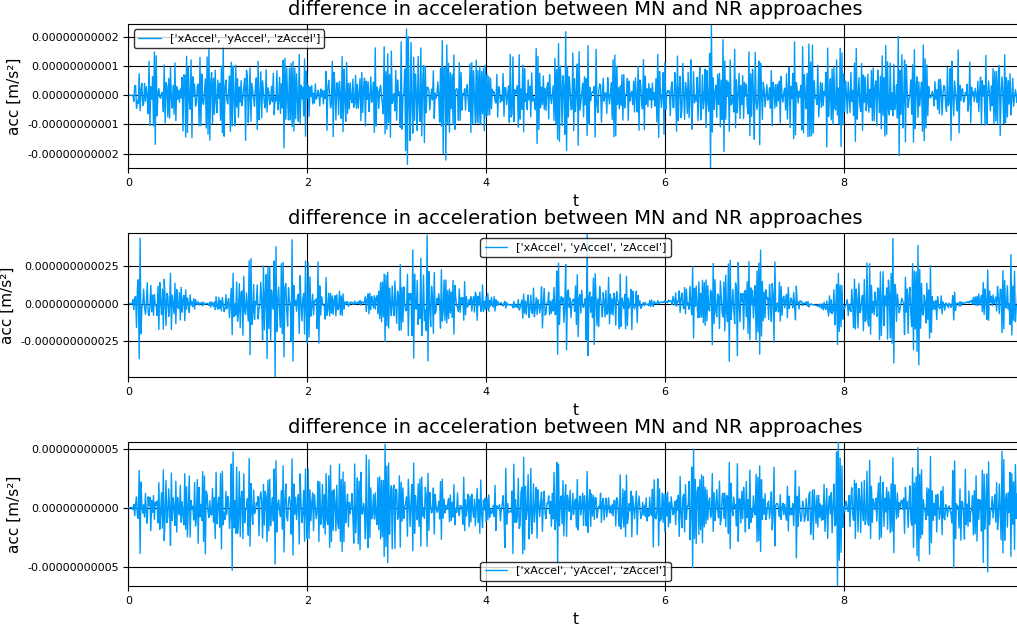 difference in acceleration between MN and NR approaches
['xAccel', 'yAccel', 'zAccel']
0.00000000002
0.00000000001
0.00000000000
-0.00000000001
-0.00000000002
acc [m/s²]
0 2 4 6 8
t
difference in acceleration between MN and NR approaches
['xAccel', 'yAccel', 'zAccel']
0.000000000025
0.000000000000
-0.000000000025
acc [m/s²]
0 2 4 6 8
t
difference in acceleration between MN and NR approaches
0.00000000005
0.00000000000
-0.00000000005
acc [m/s²]
['xAccel', 'yAccel', 'zAccel']
0 2 4 6 8
t